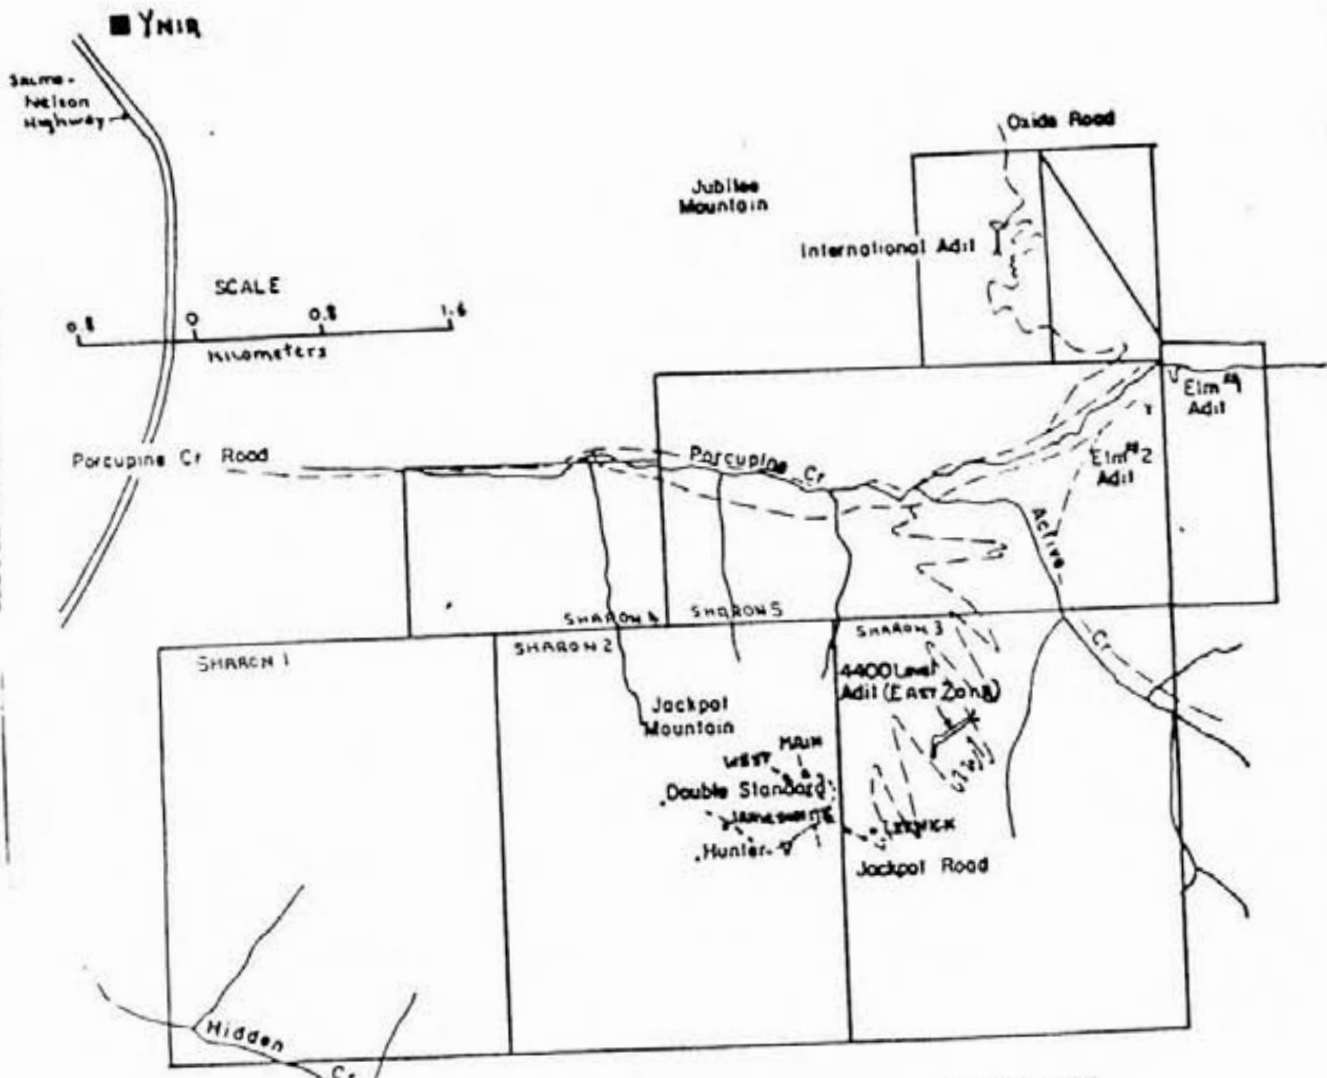 YMIR
Salmo-
Nelson
Highway
Oxide Road
Jubilee
Mountain
International Adit
SCALE
0.8 0 0.8 1.6
Kilometers
Elm #1
Adit
Porcupine Cr Road
Porcupine Cr
Elm #2
Adit
Active
Cr
SHARON 4
SHARON 5
SHARON 1
SHARON 2
SHARON 3
4400 Level
Adit (EAST ZONE)
Jackpot
Mountain
WEST MAIN
Double Standard
Hunter
Jackpot Road
Hidden
Cr